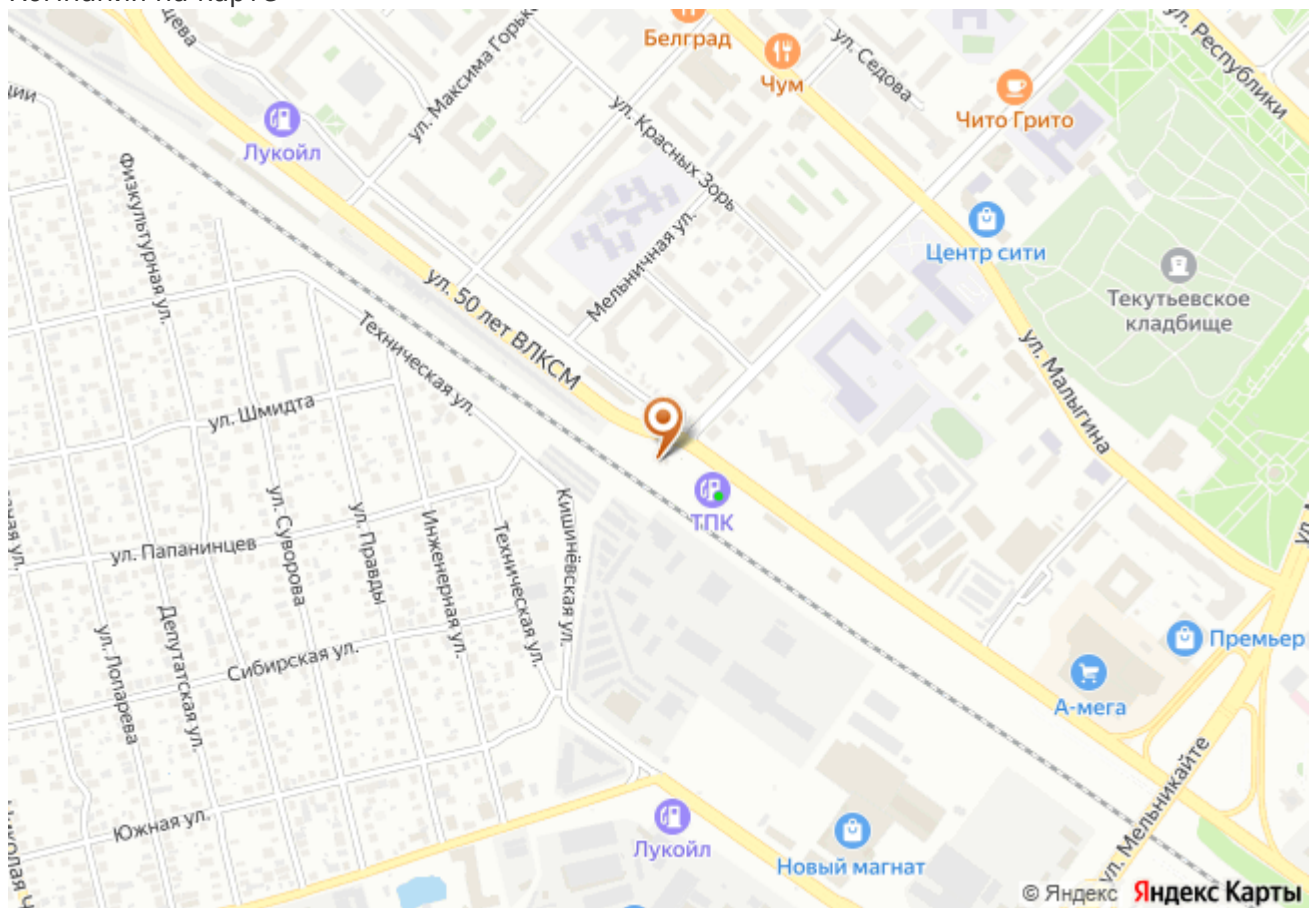 ул. Республики
Белград
ул. Седова
Чум
ул. Максима Горько
Чито Грито
Лукойл
ул. Красных Зорь
Физкультурная ул.
Мельничная ул.
Центр сити
Текутьевское
кладбище
ул. 50 лет ВЛКСМ
Техническая ул.
ул. Малыгина
ул. Шмидта
ТПК
ул. Суворова
ул. Правды
Инженерная ул.
Техническая ул.
Кишинёвская ул.
ул. Папанинцев
ул. Лопарева
Депутатская ул.
Сибирская ул.
Премьер
А-мега
ул. Мельникайте
Южная ул.
Лукойл
Новый магнат
© Яндекс Яндекс Карты